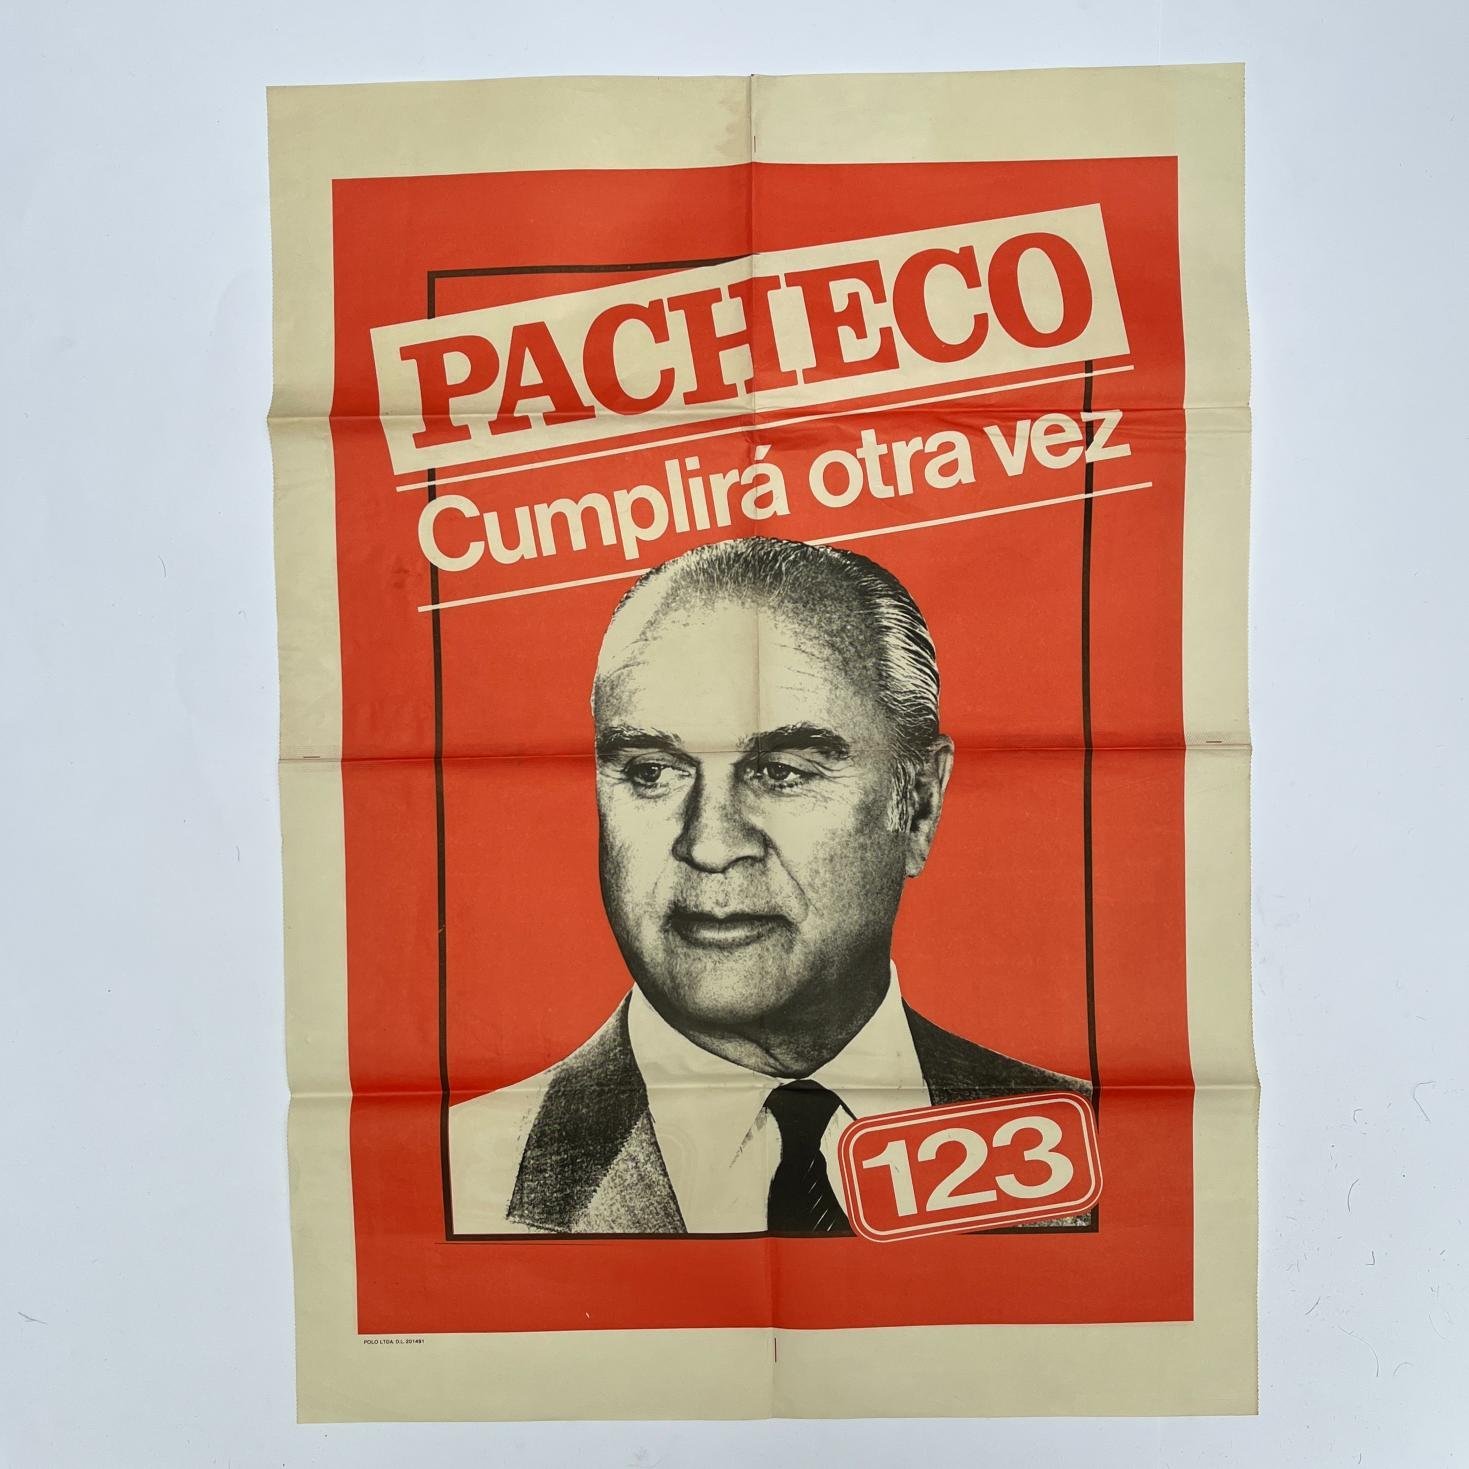 PACHECO
Cumplirá otra vez
123
POLO LTDA. D.L. 201491